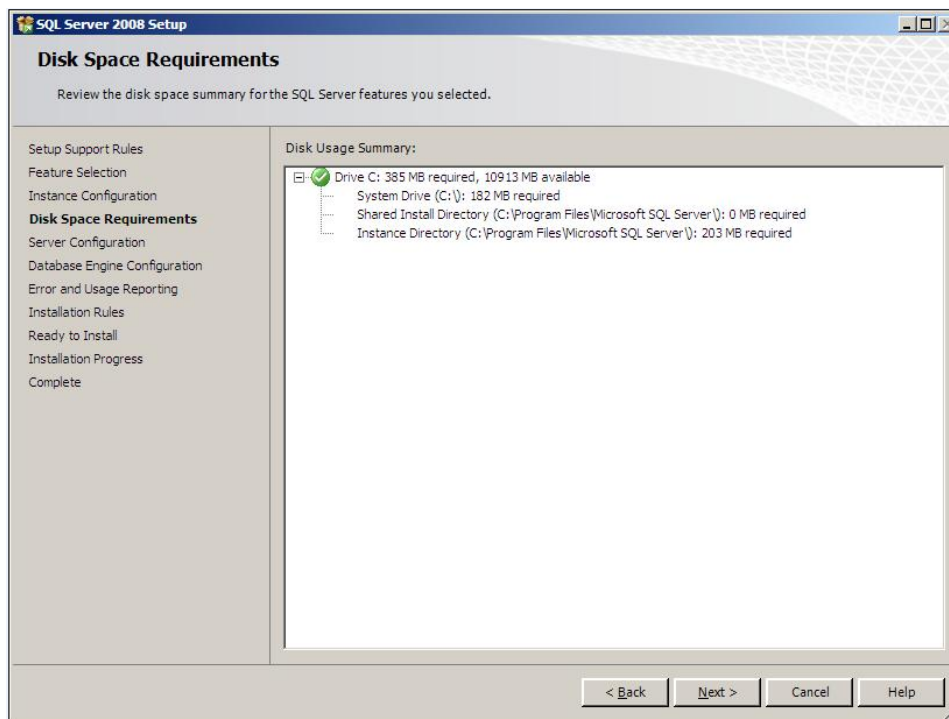 SQL Server 2008 Setup
Disk Space Requirements
Review the disk space summary for the SQL Server features you selected.
Setup Support Rules
Feature Selection
Instance Configuration
Disk Space Requirements
Server Configuration
Database Engine Configuration
Error and Usage Reporting
Installation Rules
Ready to Install
Installation Progress
Complete
Disk Usage Summary:
Drive C: 385 MB required, 10913 MB available
System Drive (C:\): 182 MB required
Shared Install Directory (C:\Program Files\Microsoft SQL Server\): 0 MB required
Instance Directory (C:\Program Files\Microsoft SQL Server\): 203 MB required
< Back
Next >
Cancel
Help